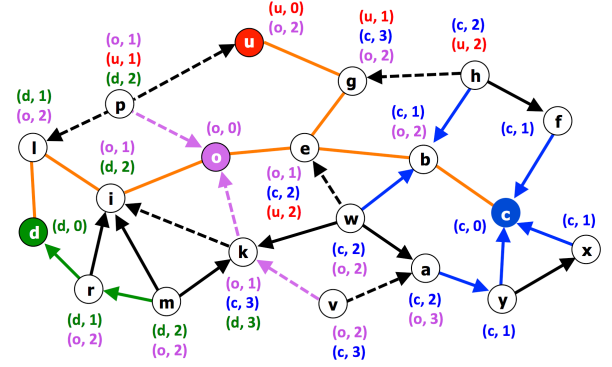 (u, 0)
(o, 2)
u
(u, 1)
(c, 3)
(o, 2)
g
(c, 2)
(u, 2)
h
(o, 1)
(u, 1)
(d, 2)
p
(d, 1)
(o, 2)
l
(c, 1)
(o, 2)
b
(c, 1)
f
(o, 0)
o
e
(o, 1)
(c, 2)
(u, 2)
(o, 1)
(d, 2)
i
d
(d, 0)
w
(c, 2)
(o, 2)
(c, 0)
c
(c, 1)
x
k
(o, 1)
(c, 3)
(d, 3)
a
(c, 2)
(o, 3)
r
(d, 1)
(o, 2)
m
(d, 2)
(o, 2)
v
(o, 2)
(c, 3)
y
(c, 1)